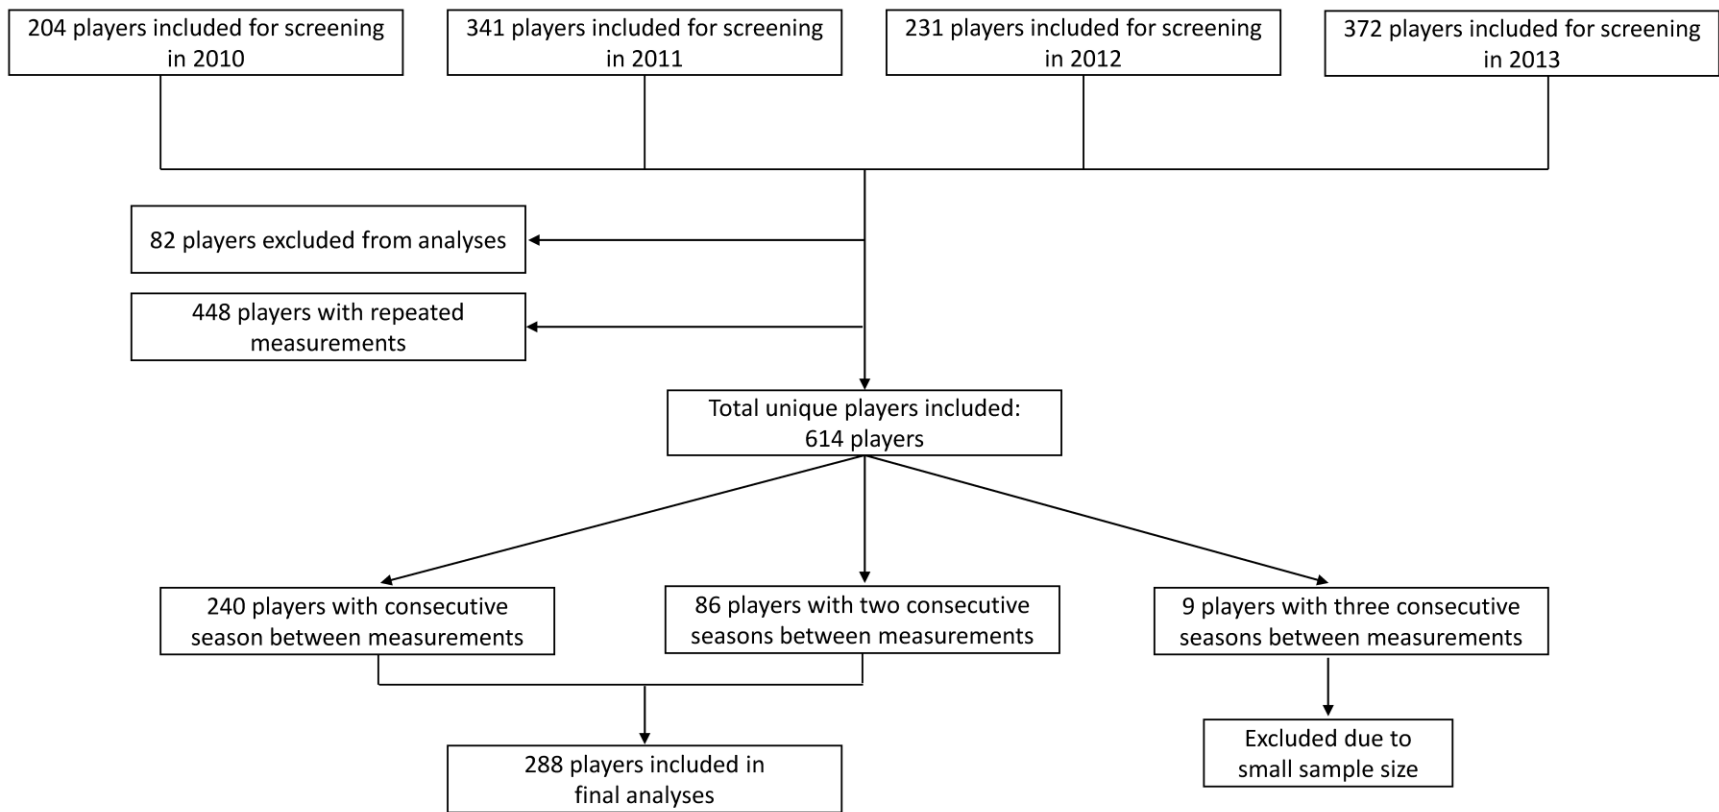 204 players included for screening
in 2010
341 players included for screening
in 2011
231 players included for screening
in 2012
372 players included for screening
in 2013
82 players excluded from analyses
448 players with repeated
measurements
Total unique players included:
614 players
240 players with consecutive
season between measurements
86 players with two consecutive
seasons between measurements
9 players with three consecutive
seasons between measurements
288 players included in
final analyses
Excluded due to
small sample size